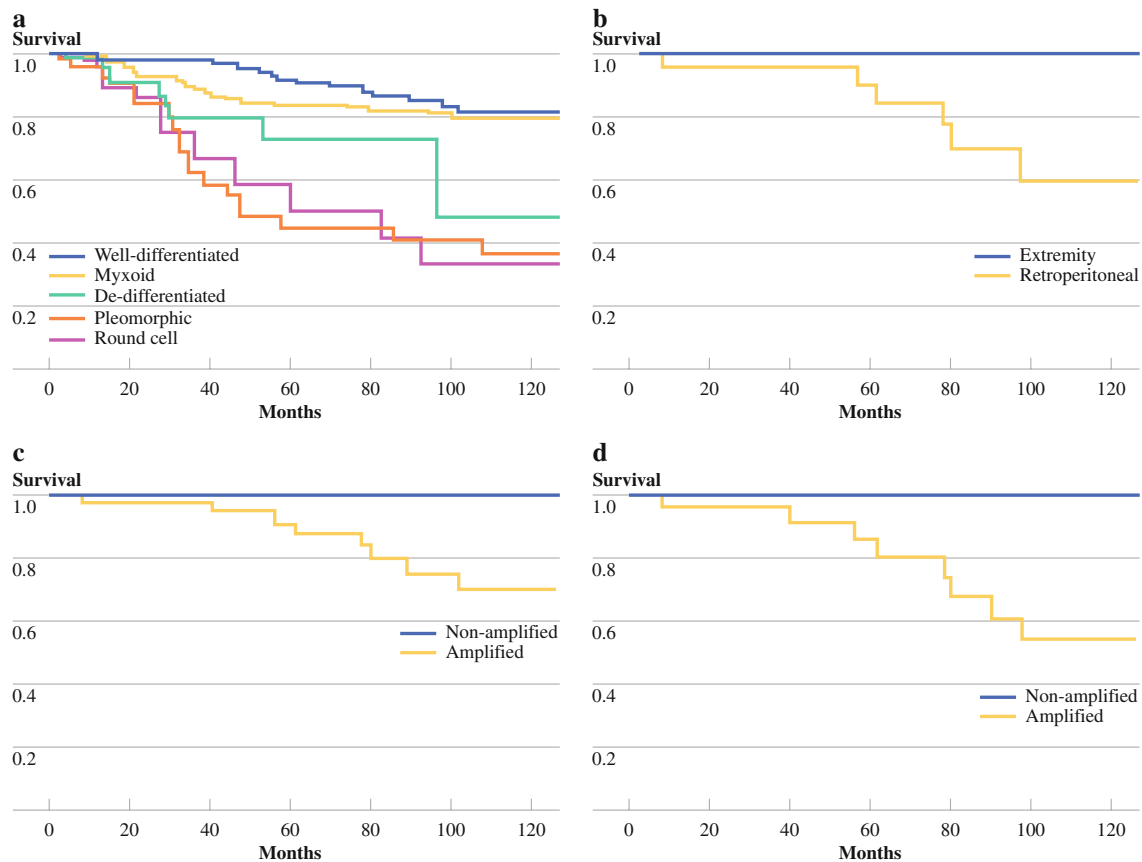 a
Survival
1.0
0.8
0.6
0.4
0.2
Well-differentiated
Myxoid
De-differentiated
Pleomorphic
Round cell
0 20 40 60 80 100 120
Months
b
Survival
1.0
0.8
0.6
0.4
0.2
Extremity
Retroperitoneal
0 20 40 60 80 100 120
Months
c
Survival
1.0
0.8
0.6
0.4
0.2
Non-amplified
Amplified
0 20 40 60 80 100 120
Months
d
Survival
1.0
0.8
0.6
0.4
0.2
Non-amplified
Amplified
0 20 40 60 80 100 120
Months